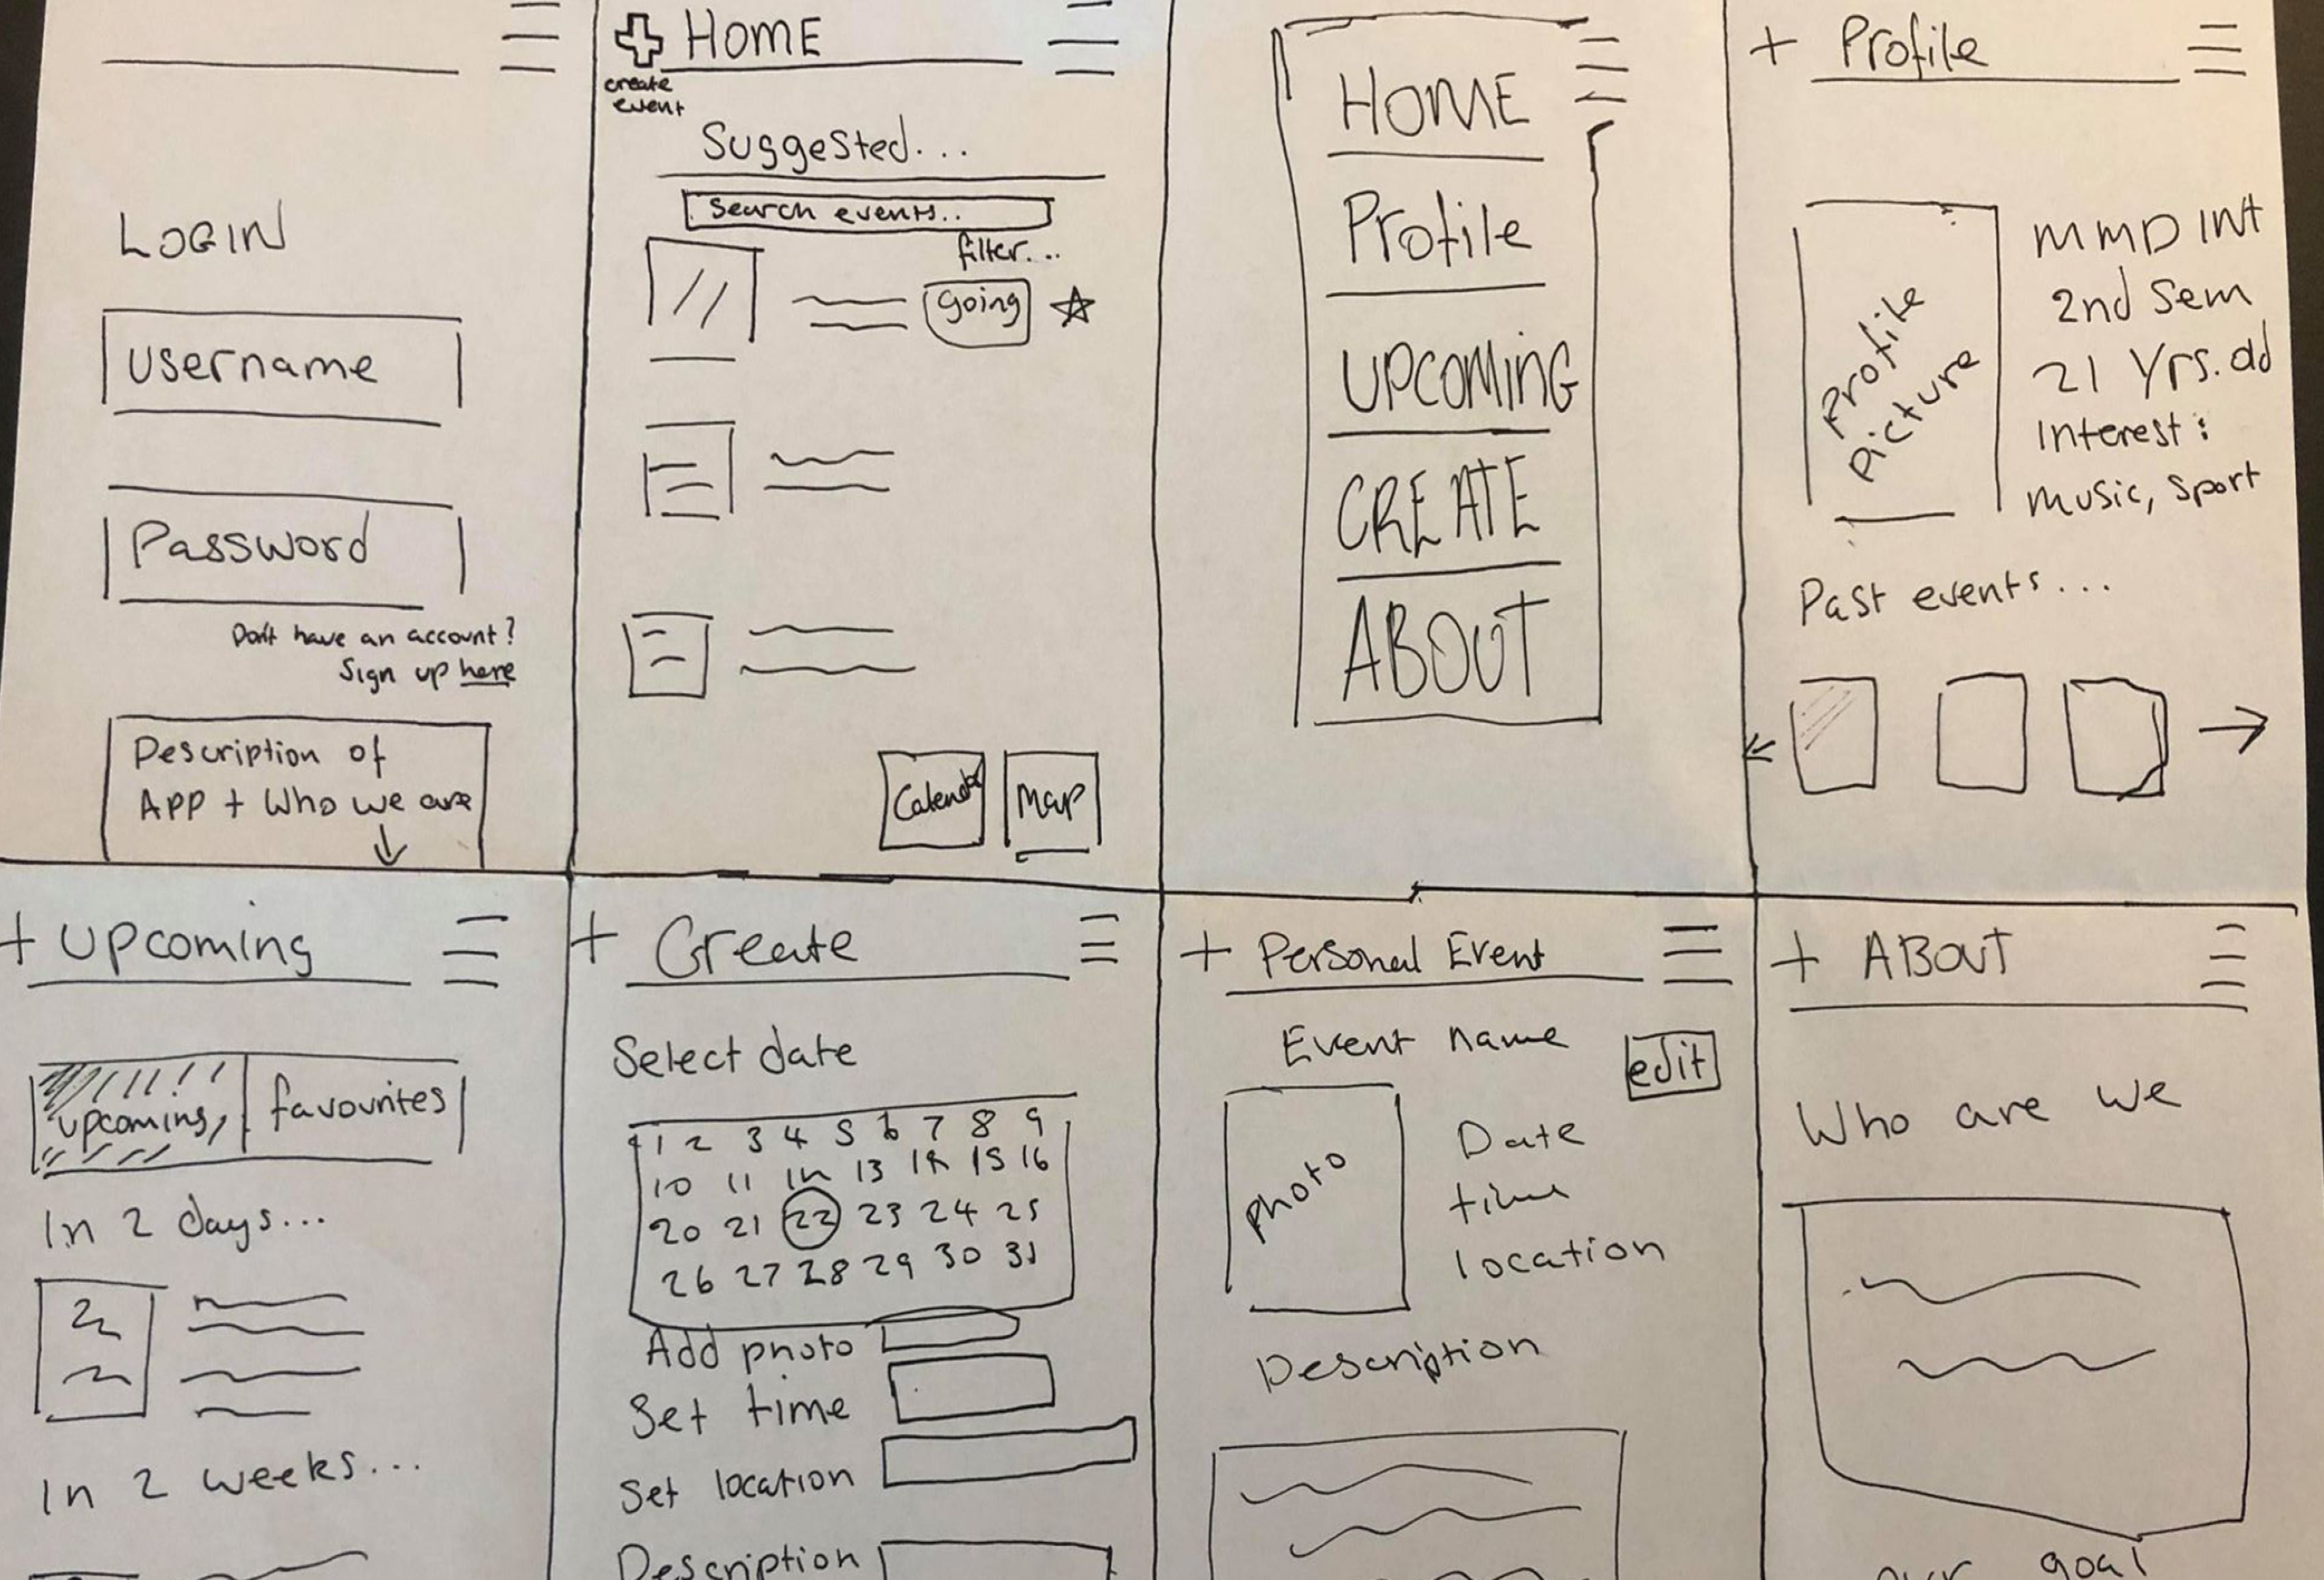 LOGIN
Username
Password
Don't have an account?
Sign up here
Description of
App + Who we are
HOME
create
event
Suggested...
Search events..
filter...
going
Calendar
Map
HOME
Profile
UPCOMING
CREATE
ABOUT
+ Profile
Profile
Picture
MMD INT
2nd Sem
21 Yrs. old
Interest:
Music, Sport
Past events...
+ Upcoming
upcoming
favourites
In 2 days...
In 2 weeks...
+ Create
Select date
1 2 3 4 5 6 7 8 9
10 11 13 15 16
20 21 22 23 24 25
26 27 28 29 30 31
Add photo
Set time
Set location
Description
+ Personal Event
Event name
edit
Photo
Date
time
location
Description
+ ABOUT
Who are we
our goal